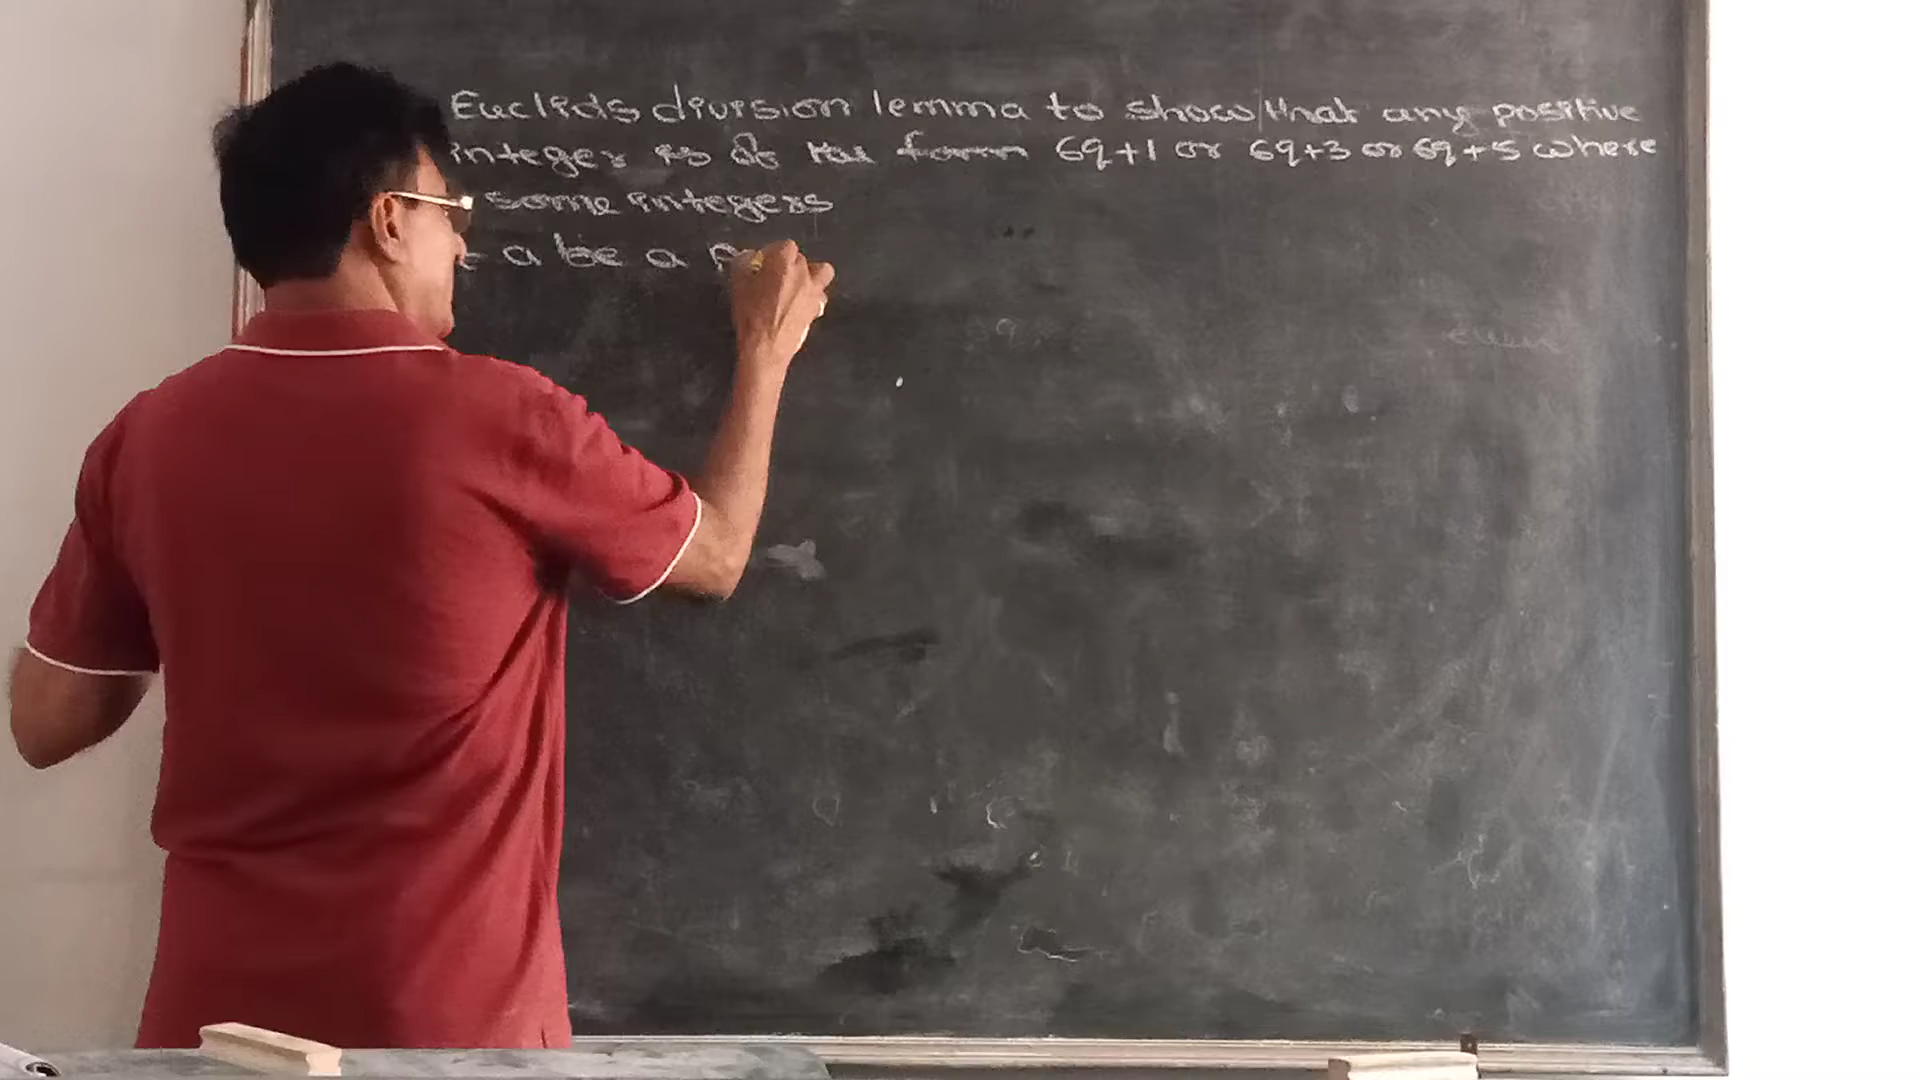 Euclids division lemma to show that any positive
integer is of the form 6q+1 or 6q+3 or 6q+5 where
some integers
a be a